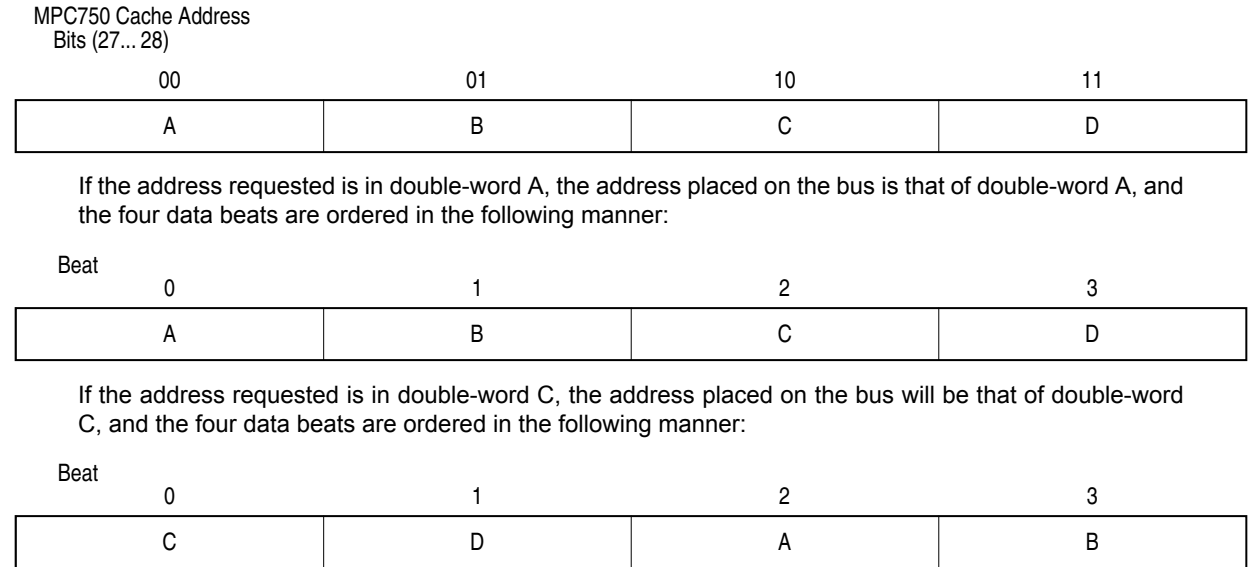 MPC750 Cache Address
Bits (27... 28)
00 01 10 11
A B C D
If the address requested is in double-word A, the address placed on the bus is that of double-word A, and
the four data beats are ordered in the following manner:
Beat
0 1 2 3
A B C D
If the address requested is in double-word C, the address placed on the bus will be that of double-word
C, and the four data beats are ordered in the following manner:
Beat
0 1 2 3
C D A B